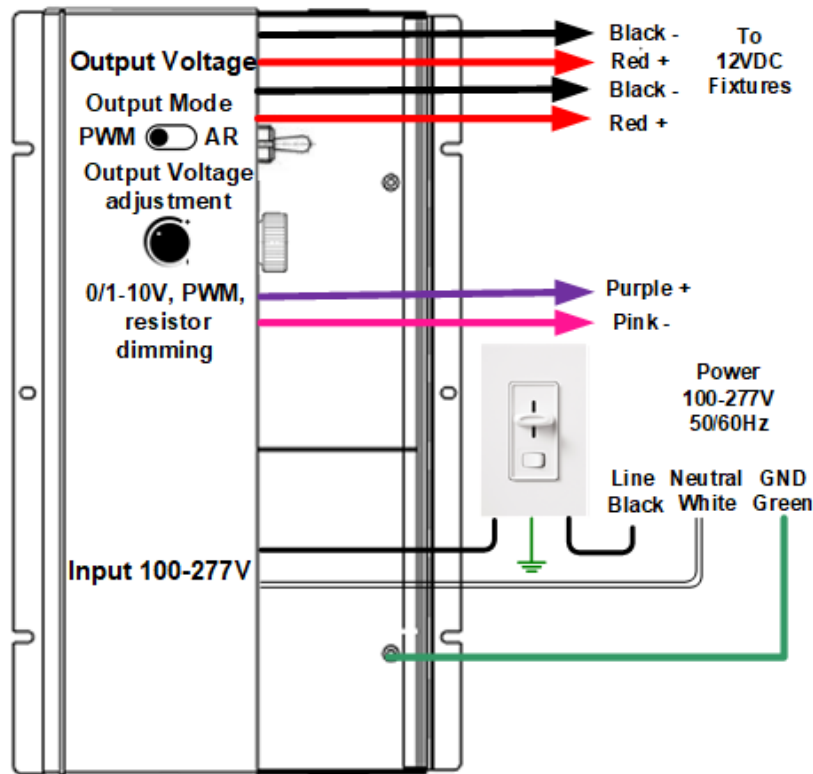 Output Voltage
Output Mode
PWM AR
Output Voltage
adjustment
+
-
0/1-10V, PWM,
resistor
dimming
Input 100-277V
Black -
Red +
Black -
Red +
To
12VDC
Fixtures
Purple +
Pink -
Power
100-277V
50/60Hz
Line Neutral GND
Black White Green